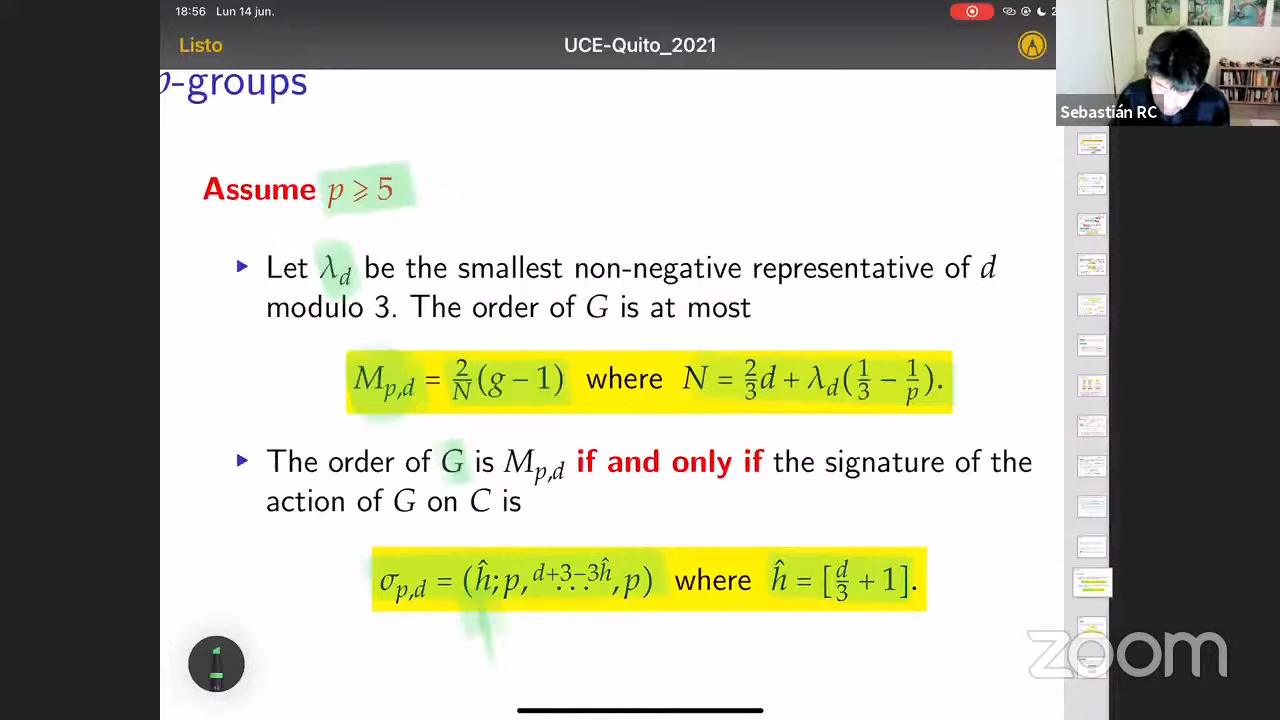 18:56 Lun 14 jun.
Listo
UCE-Quito_2021
p-groups
Sebastián RC
Assume p ⩾ 5
Let λ_d be the smallest non-negative representative of d
modulo 3. The order of G is at most
M_{p,d} = 2/N (g − 1) where N = 2/3 d + λ_d(1/3 − 1/p).
The order of G is M_{p,d} if and only if the signature of the
action of G on C is
σ_{p,d} = (ĥ; p, d+3−3ĥ. . ., p) where ĥ = [d/3 + 1].
zoom